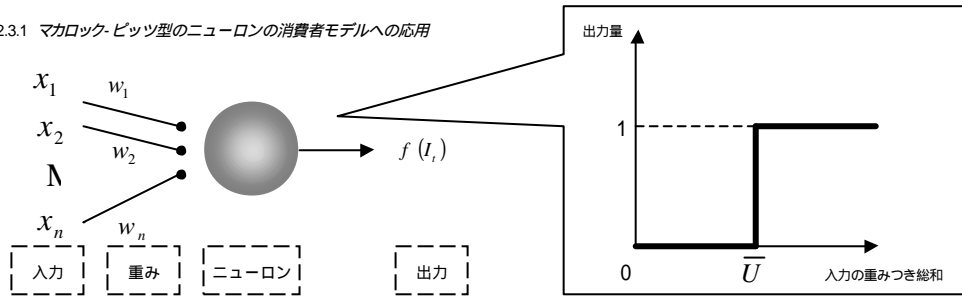 2.3.1 マカロック-ピッツ型のニューロンの消費者モデルへの応用
x1
w1
x2
w2
M
xn
wn
f (It)
入力
重み
ニューロン
出力
出力量
1
0
U̅
入力の重みつき総和